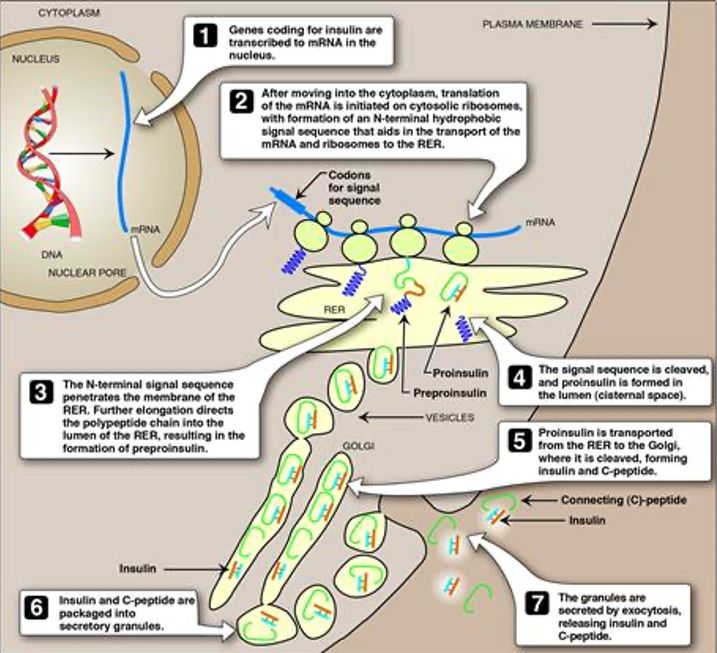 CYTOPLASM
PLASMA MEMBRANE
NUCLEUS
1
Genes coding for insulin are
transcribed to mRNA in the
nucleus.
2
After moving into the cytoplasm, translation
of the mRNA is initiated on cytosolic ribosomes,
with formation of an N-terminal hydrophobic
signal sequence that aids in the transport of the
mRNA and ribosomes to the RER.
Codons
for signal
sequence
mRNA
mRNA
DNA
NUCLEAR PORE
RER
Proinsulin
Preproinsulin
3
The N-terminal signal sequence
penetrates the membrane of the
RER. Further elongation directs
the polypeptide chain into the
lumen of the RER, resulting in the
formation of preproinsulin.
4
The signal sequence is cleaved,
and proinsulin is formed in
the lumen (cisternal space).
VESICLES
GOLGI
5
Proinsulin is transported
from the RER to the Golgi,
where it is cleaved, forming
insulin and C-peptide.
Connecting (C)-peptide
Insulin
Insulin
6
Insulin and C-peptide are
packaged into
secretory granules.
7
The granules are
secreted by exocytosis,
releasing insulin and
C-peptide.